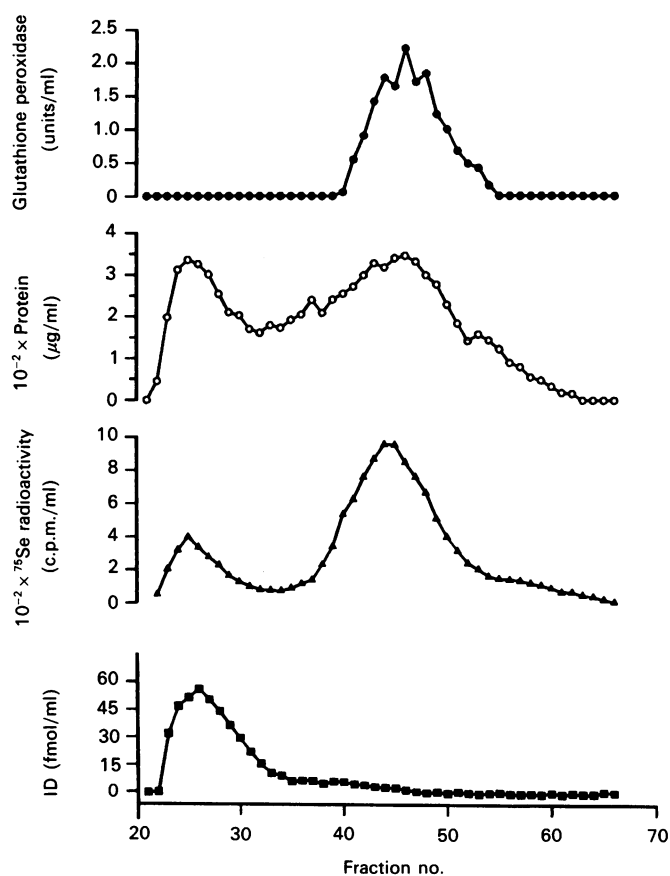 Glutathione peroxidase
(units/ml)
2.5
2.0
1.5
1.0
0.5
0
10⁻² × Protein
(μg/ml)
4
3
2
1
0
10⁻² × ⁷⁵Se radioactivity
(c.p.m./ml)
10
8
6
4
2
0
ID (fmol/ml)
60
45
30
15
0
20 30 40 50 60 70
Fraction no.